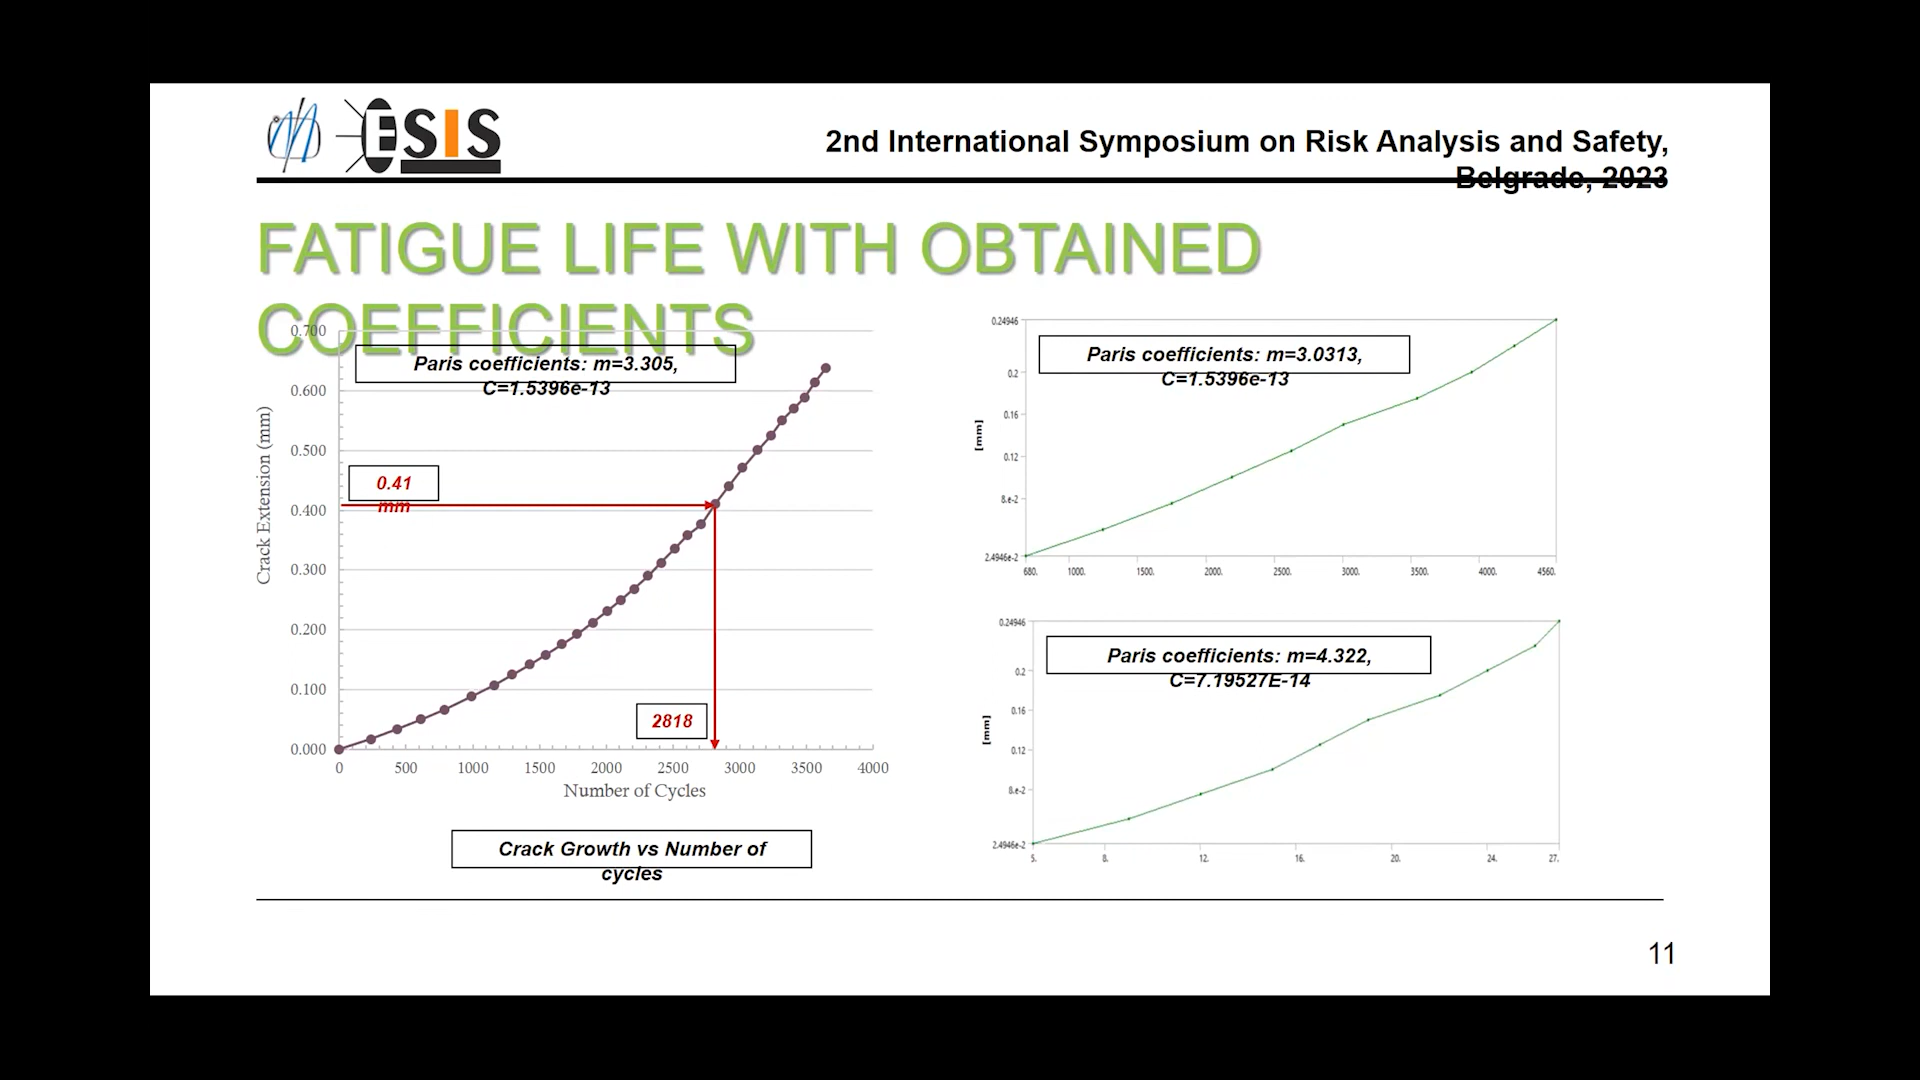 ESIS
2nd International Symposium on Risk Analysis and Safety,
Belgrade, 2023
FATIGUE LIFE WITH OBTAINED
COEFFICIENTS
Paris coefficients: m=3.305,
C=1.5396e-13
0.700
0.600
0.500
0.400
0.300
0.200
0.100
0.000
Crack Extension (mm)
0.41
mm
2818
0 500 1000 1500 2000 2500 3000 3500 4000
Number of Cycles
Crack Growth vs Number of
cycles
Paris coefficients: m=3.0313,
C=1.5396e-13
0.24946
0.2
0.16
0.12
8.e-2
2.4946e-2
[mm]
680. 1000. 1500. 2000. 2500. 3000. 3500. 4000. 4560.
Paris coefficients: m=4.322,
C=7.19527E-14
0.24946
0.2
0.16
0.12
8.e-2
2.4946e-2
[mm]
5. 8. 12. 16. 20. 24. 27.
11